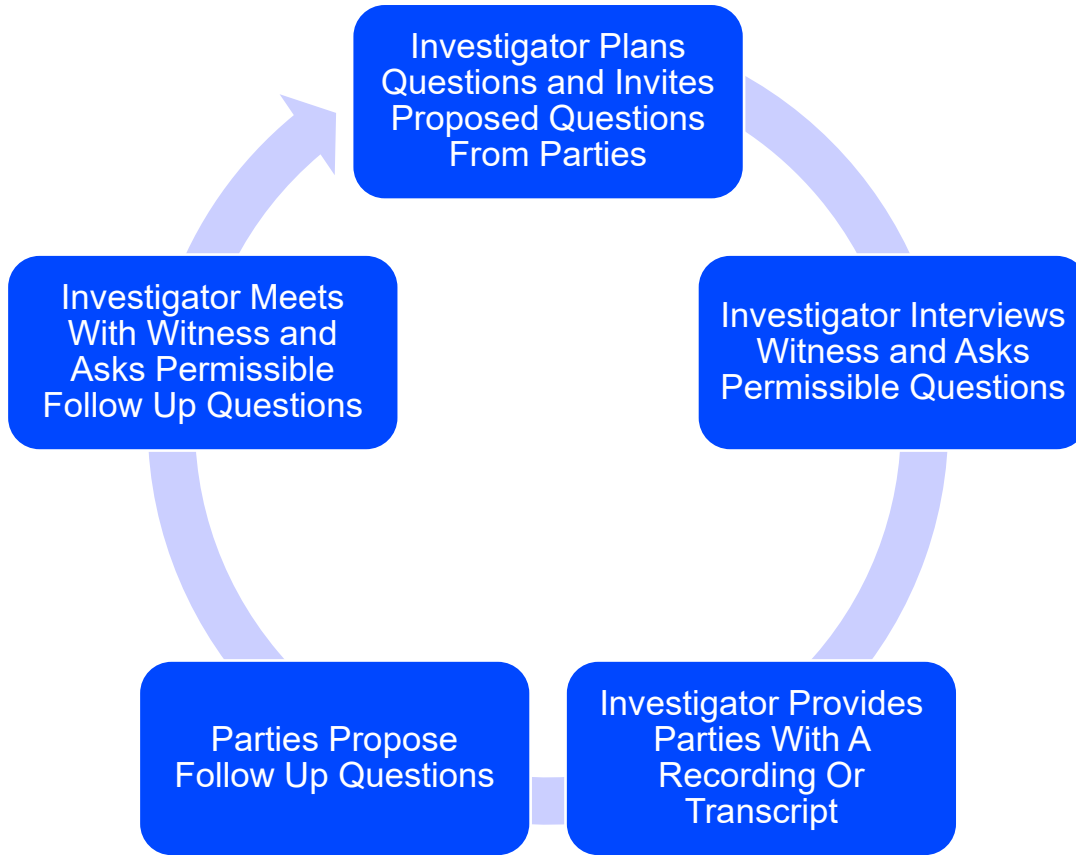 Investigator Plans
Questions and Invites
Proposed Questions
From Parties
Investigator Interviews
Witness and Asks
Permissible Questions
Investigator Provides
Parties With A
Recording Or
Transcript
Parties Propose
Follow Up Questions
Investigator Meets
With Witness and
Asks Permissible
Follow Up Questions